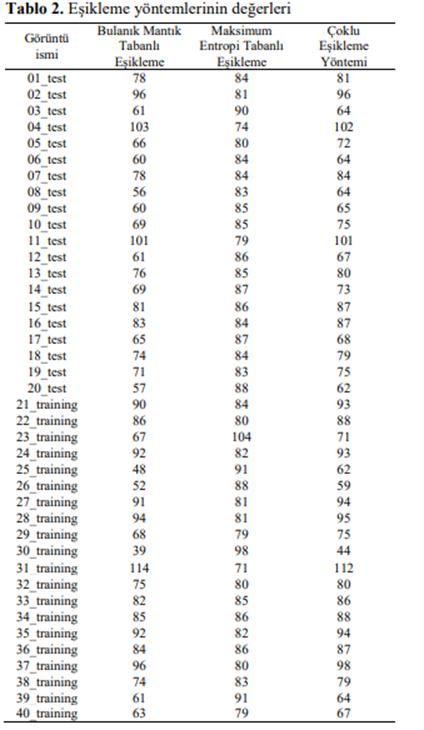 Tablo 2. Eşikleme yöntemlerinin değerleri
Görüntü ismi Bulanık Mantık Tabanlı Eşikleme Maksimum Entropi Tabanlı Eşikleme Çoklu Eşikleme Yöntemi
01_test 78 84 81
02_test 96 81 96
03_test 61 90 64
04_test 103 74 102
05_test 66 80 72
06_test 60 84 64
07_test 78 84 84
08_test 56 83 64
09_test 60 85 65
10_test 69 85 75
11_test 101 79 101
12_test 61 86 67
13_test 76 85 80
14_test 69 87 73
15_test 81 86 87
16_test 83 84 87
17_test 65 87 68
18_test 74 84 79
19_test 71 83 75
20_test 57 88 62
21_training 90 84 93
22_training 86 80 88
23_training 67 104 71
24_training 92 82 93
25_training 48 91 62
26_training 52 88 59
27_training 91 81 94
28_training 94 81 95
29_training 68 79 75
30_training 39 98 44
31_training 114 71 112
32_training 75 80 80
33_training 82 85 86
34_training 85 86 88
35_training 92 82 94
36_training 84 86 87
37_training 96 80 98
38_training 74 83 79
39_training 61 91 64
40_training 63 79 67